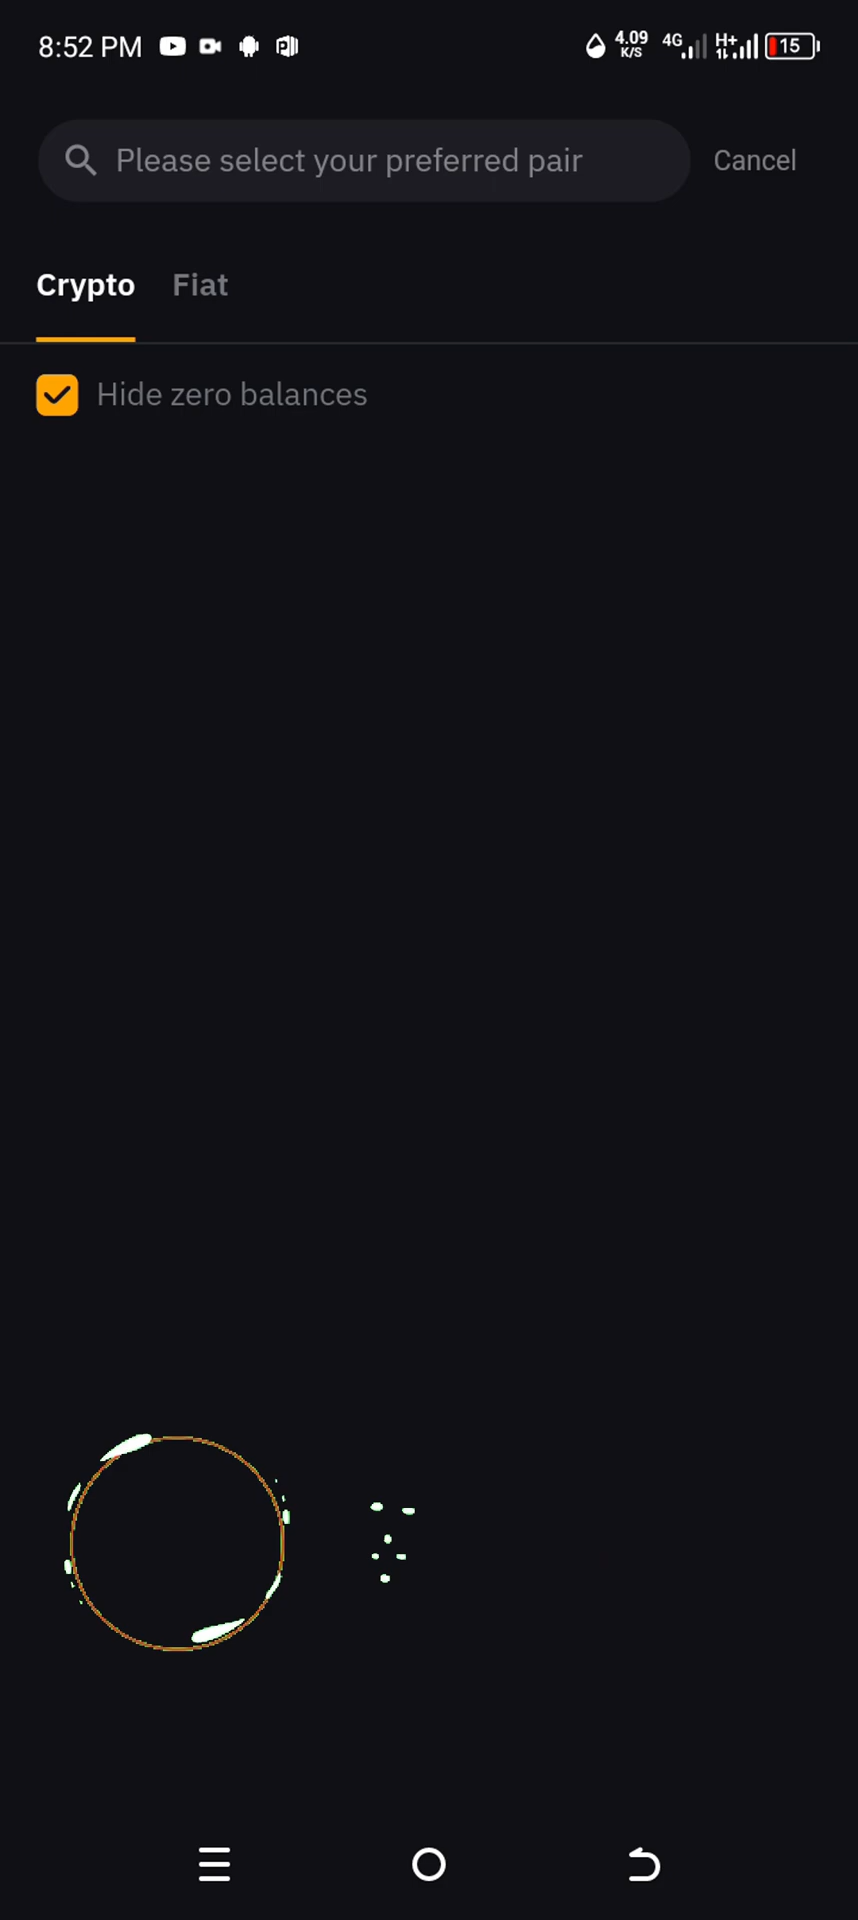 8:52 PM 4.09 K/S 4G H+ 15
Please select your preferred pair Cancel
Crypto Fiat
Hide zero balances